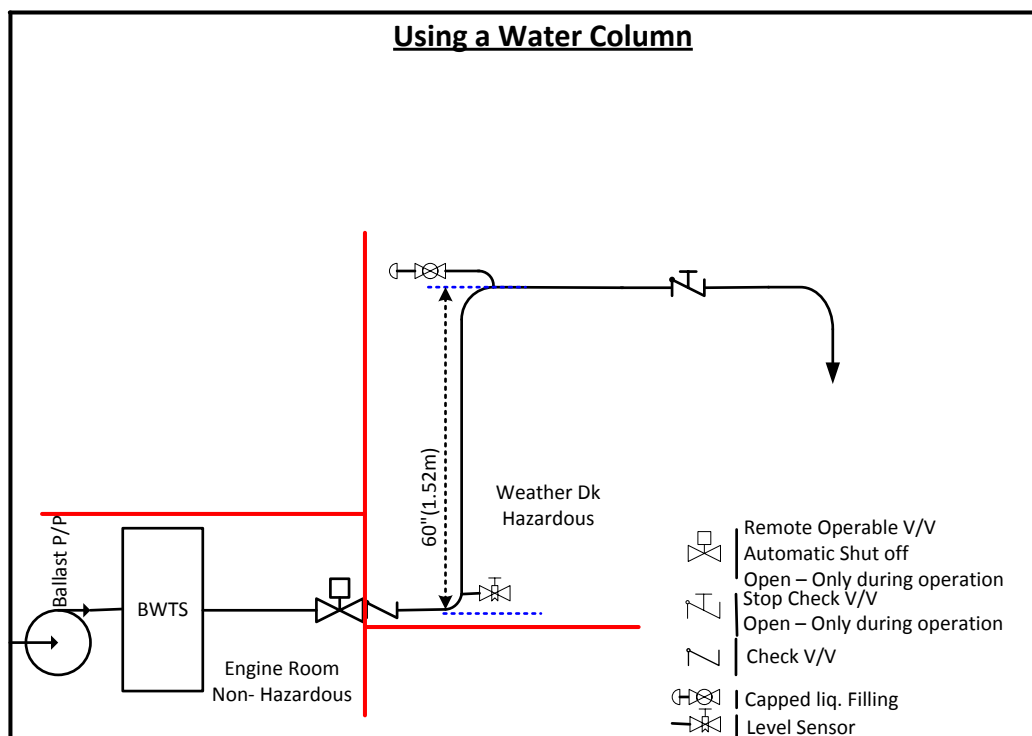 Using a Water Column
60"(1.52m)
Weather Dk
Hazardous
Ballast P/P
BWTS
Engine Room
Non- Hazardous
Remote Operable V/V
Automatic Shut off
Open – Only during operation
Stop Check V/V
Open – Only during operation
Check V/V
Capped liq. Filling
Level Sensor